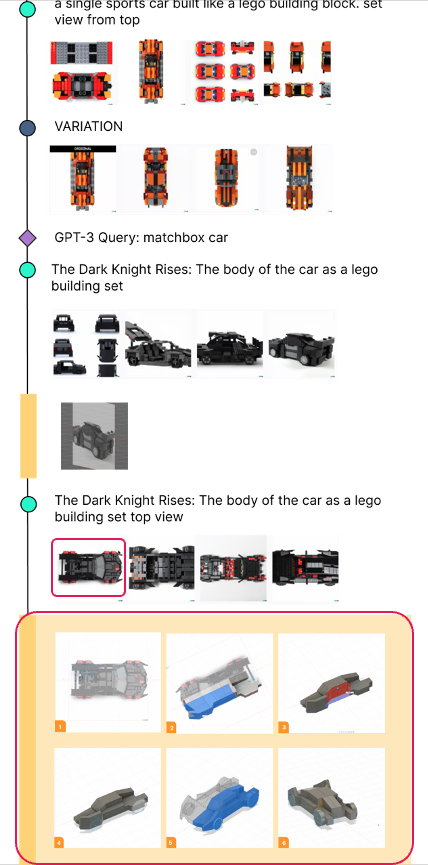 a single sports car built like a lego building block. set
view from top
VARIATION
ORIGINAL
GPT-3 Query: matchbox car
The Dark Knight Rises: The body of the car as a lego
building set
The Dark Knight Rises: The body of the car as a lego
building set top view
1
2
3
4
5
6